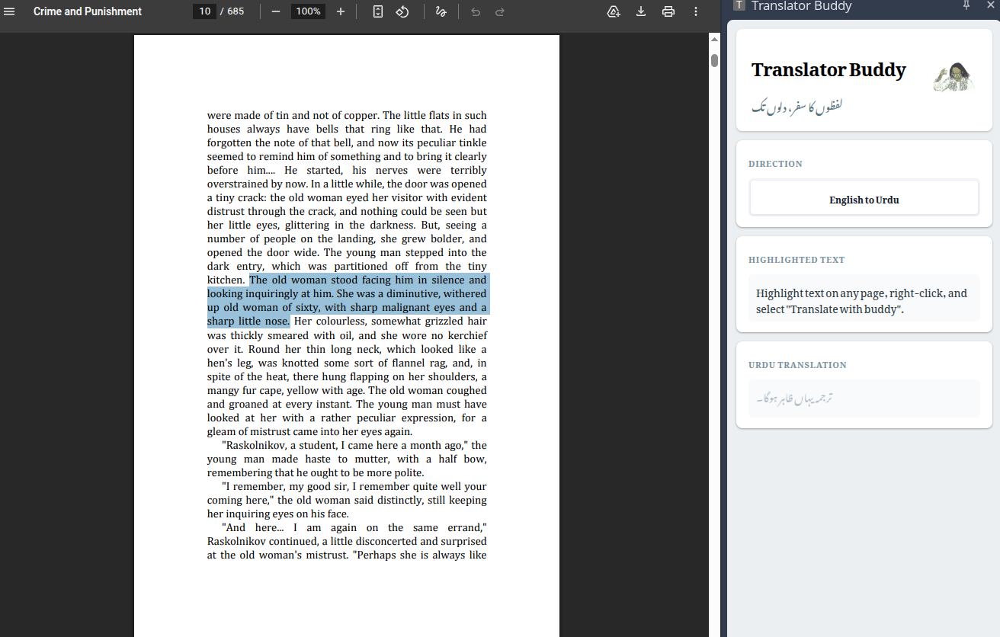 Crime and Punishment
10 / 685
100%
were made of tin and not of copper. The little flats in such
houses always have bells that ring like that. He had
forgotten the note of that bell, and now its peculiar tinkle
seemed to remind him of something and to bring it clearly
before him.... He started, his nerves were terribly
overstrained by now. In a little while, the door was opened
a tiny crack: the old woman eyed her visitor with evident
distrust through the crack, and nothing could be seen but
her little eyes, glittering in the darkness. But, seeing a
number of people on the landing, she grew bolder, and
opened the door wide. The young man stepped into the
dark entry, which was partitioned off from the tiny
kitchen. The old woman stood facing him in silence and
looking inquiringly at him. She was a diminutive, withered
up old woman of sixty, with sharp malignant eyes and a
sharp little nose. Her colourless, somewhat grizzled hair
was thickly smeared with oil, and she wore no kerchief
over it. Round her thin long neck, which looked like a
hen's leg, was knotted some sort of flannel rag, and, in
spite of the heat, there hung flapping on her shoulders, a
mangy fur cape, yellow with age. The old woman coughed
and groaned at every instant. The young man must have
looked at her with a rather peculiar expression, for a
gleam of mistrust came into her eyes again.
"Raskolnikov, a student, I came here a month ago," the
young man made haste to mutter, with a half bow,
remembering that he ought to be more polite.
"I remember, my good sir, I remember quite well your
coming here," the old woman said distinctly, still keeping
her inquiring eyes on his face.
"And here... I am again on the same errand,"
Raskolnikov continued, a little disconcerted and surprised
at the old woman's mistrust. "Perhaps she is always like
T Translator Buddy
Translator Buddy
لفظوں کا سفر، دلوں تک
DIRECTION
English to Urdu
HIGHLIGHTED TEXT
Highlight text on any page, right-click, and
select "Translate with buddy".
URDU TRANSLATION
ترجمہ یہاں ظاہر ہوگا۔